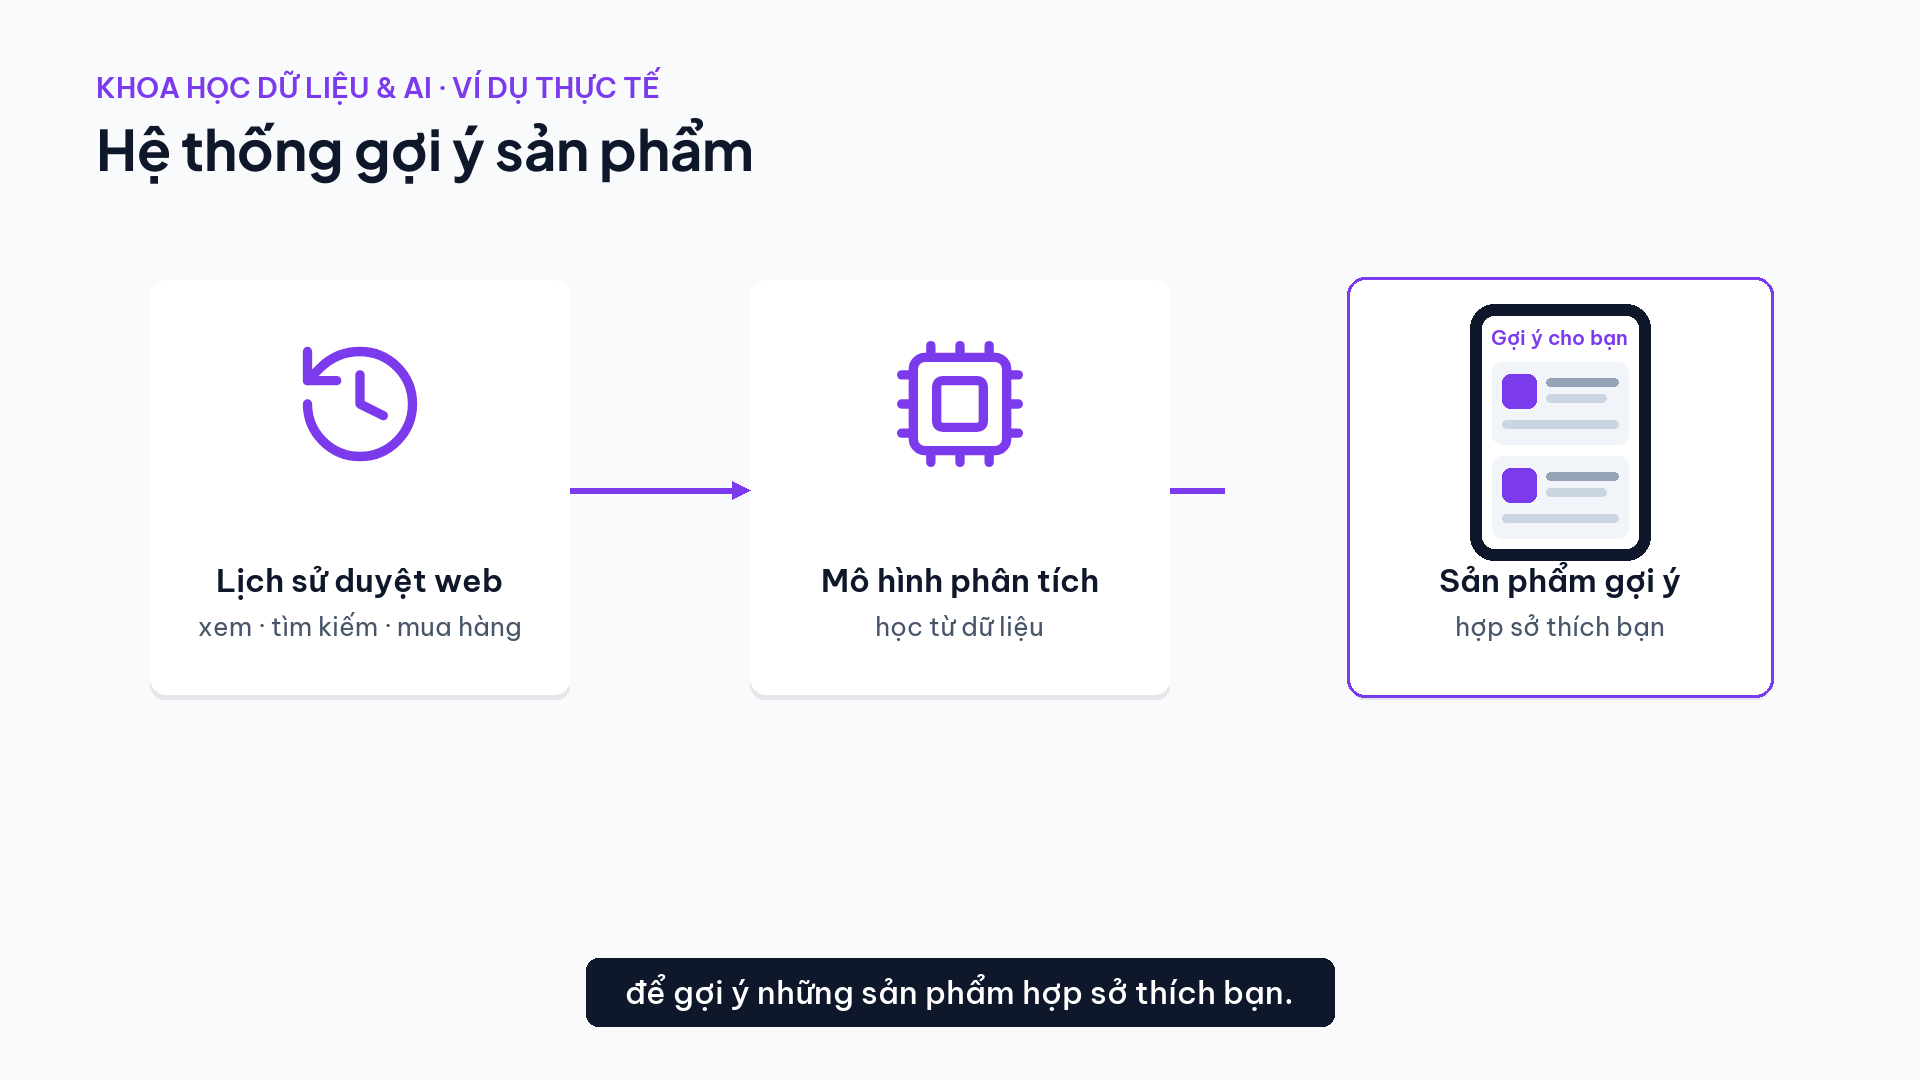 KHOA HỌC DỮ LIỆU & AI · VÍ DỤ THỰC TẾ
Hệ thống gợi ý sản phẩm
Gợi ý cho bạn
Lịch sử duyệt web
xem · tìm kiếm · mua hàng
Mô hình phân tích
học từ dữ liệu
Sản phẩm gợi ý
hợp sở thích bạn
để gợi ý những sản phẩm hợp sở thích bạn.